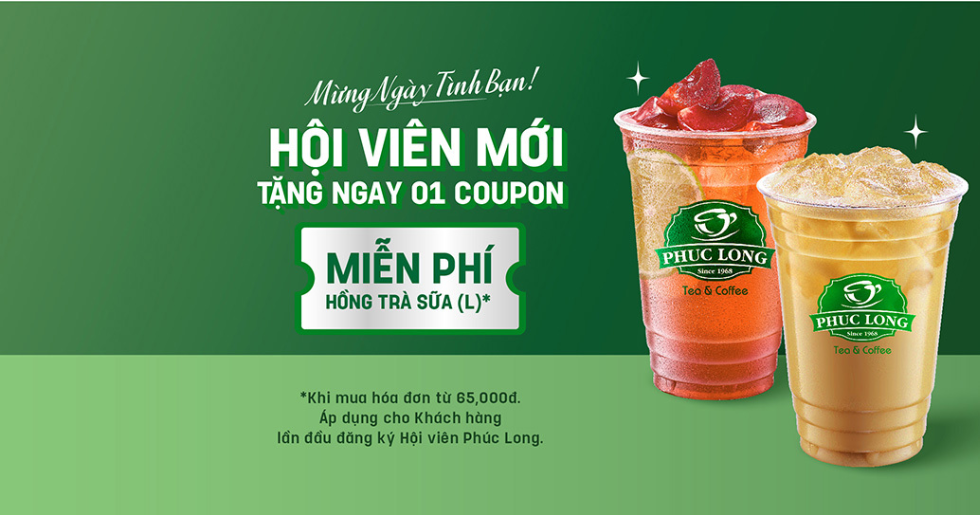 Mừng Ngày Tình Bạn!
HỘI VIÊN MỚI
TẶNG NGAY 01 COUPON
MIỄN PHÍ
HỒNG TRÀ SỮA (L)*
*Khi mua hóa đơn từ 65,000đ.
Áp dụng cho Khách hàng
lần đầu đăng ký Hội viên Phúc Long.
PHUC LONG
Since 1968
Tea & Coffee
PHUC LONG
Since 1968
Tea & Coffee